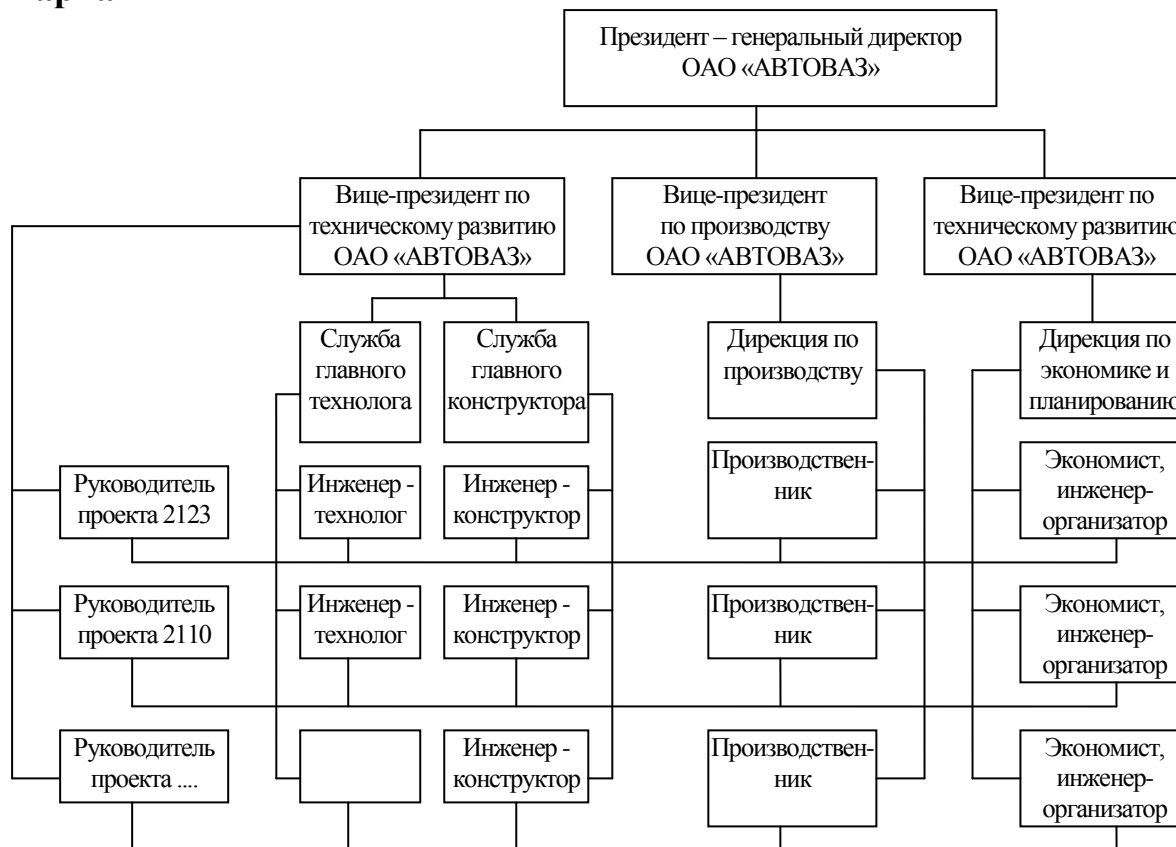 Президент – генеральный директор
ОАО «АВТОВАЗ»
Вице-президент по
техническому развитию
ОАО «АВТОВАЗ»
Вице-президент
по производству
ОАО «АВТОВАЗ»
Вице-президент по
техническому развитию
ОАО «АВТОВАЗ»
Служба
главного
технолога
Служба
главного
конструктора
Дирекция по
производству
Дирекция по
экономике и
планированию
Руководитель
проекта 2123
Инженер -
технолог
Инженер -
конструктор
Производствен-
ник
Экономист,
инженер-
организатор
Руководитель
проекта 2110
Инженер -
технолог
Инженер -
конструктор
Производствен-
ник
Экономист,
инженер-
организатор
Руководитель
проекта ....
Инженер -
конструктор
Производствен-
ник
Экономист,
инженер-
организатор